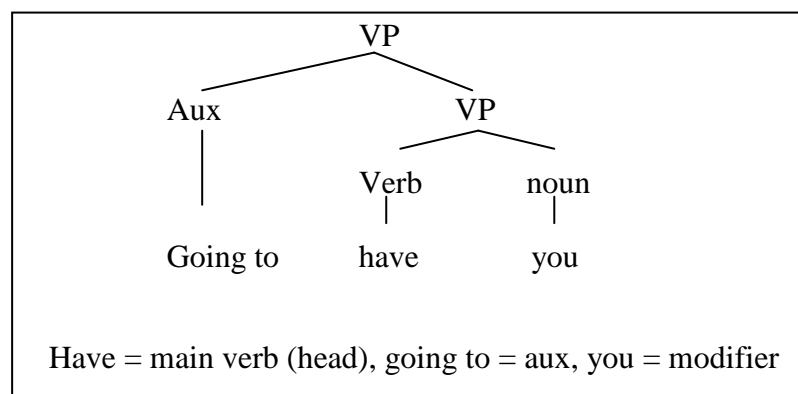 VP
Aux VP
Verb noun
Going to have you
Have = main verb (head), going to = aux, you = modifier